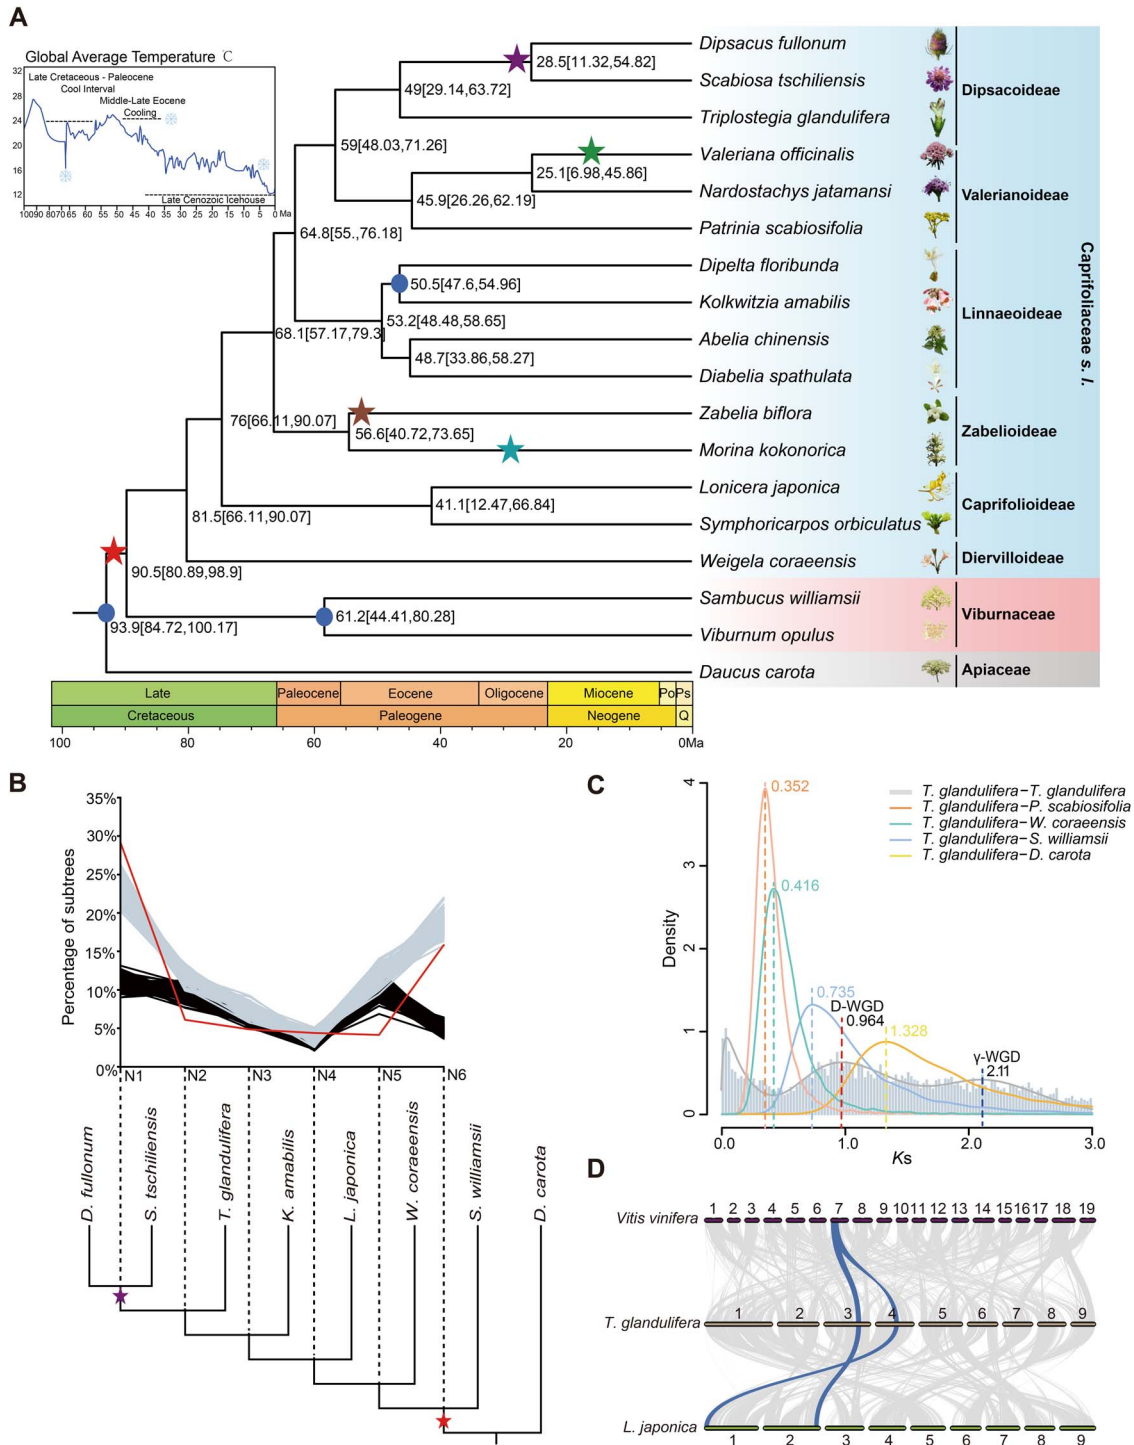 A
Global Average Temperature ℃
32
28
24
20
16
12
Late Cretaceous - Paleocene
Cool Interval
Middle-Late Eocene
Cooling
Late Cenozoic Icehouse
100 90 80 70 65 60 55 50 45 40 35 30 25 20 15 10 5 0 Ma
Dipsacus fullonum
28.5[11.32,54.82]
Scabiosa tschiliensis
49[29.14,63.72]
Dipsacoideae
Triplostegia glandulifera
59[48.03,71.26]
Valeriana officinalis
25.1[6.98,45.86]
Nardostachys jatamansi
Valerianoideae
45.9[26.26,62.19]
Patrinia scabiosifolia
64.8[55.,76.18]
Caprifoliaceae s. l.
Dipelta floribunda
50.5[47.6,54.96]
Kolkwitzia amabilis
Linnaeoideae
53.2[48.48,58.65]
68.1[57.17,79.3]
Abelia chinensis
48.7[33.86,58.27]
Diabelia spathulata
Zabelia biflora
76[66.11,90.07]
56.6[40.72,73.65]
Zabelioideae
Morina kokonorica
Lonicera japonica
41.1[12.47,66.84]
Caprifolioideae
81.5[66.11,90.07]
Symphoricarpos orbiculatus
Weigela coraeensis
Diervilloideae
90.5[80.89,98.9]
Sambucus williamsii
61.2[44.41,80.28]
Viburnaceae
93.9[84.72,100.17]
Viburnum opulus
Daucus carota
Apiaceae
Late Paleocene Eocene Oligocene Miocene Po Ps
Cretaceous Paleogene Neogene Q
100 80 60 40 20 0Ma
B
Percentage of subtrees
35%
30%
25%
20%
15%
10%
5%
0%
N1 N2 N3 N4 N5 N6
D. fullonum
S. tschiliensis
T. glandulifera
K. amabilis
L. japonica
W. coraeensis
S. williamsii
D. carota
C
Density
4
3
2
1
0
0.352
0.416
0.735
D-WGD
0.964
1.328
γ-WGD
2.11
T. glandulifera−T. glandulifera
T. glandulifera−P. scabiosifolia
T. glandulifera−W. coraeensis
T. glandulifera−S. williamsii
T. glandulifera−D. carota
0.0 1.0 2.0 3.0
Ks
D
1 2 3 4 5 6 7 8 9 10 11 12 13 14 15 16 17 18 19
Vitis vinifera
1 2 3 4 5 6 7 8 9
T. glandulifera
L. japonica
1 2 3 4 5 6 7 8 9